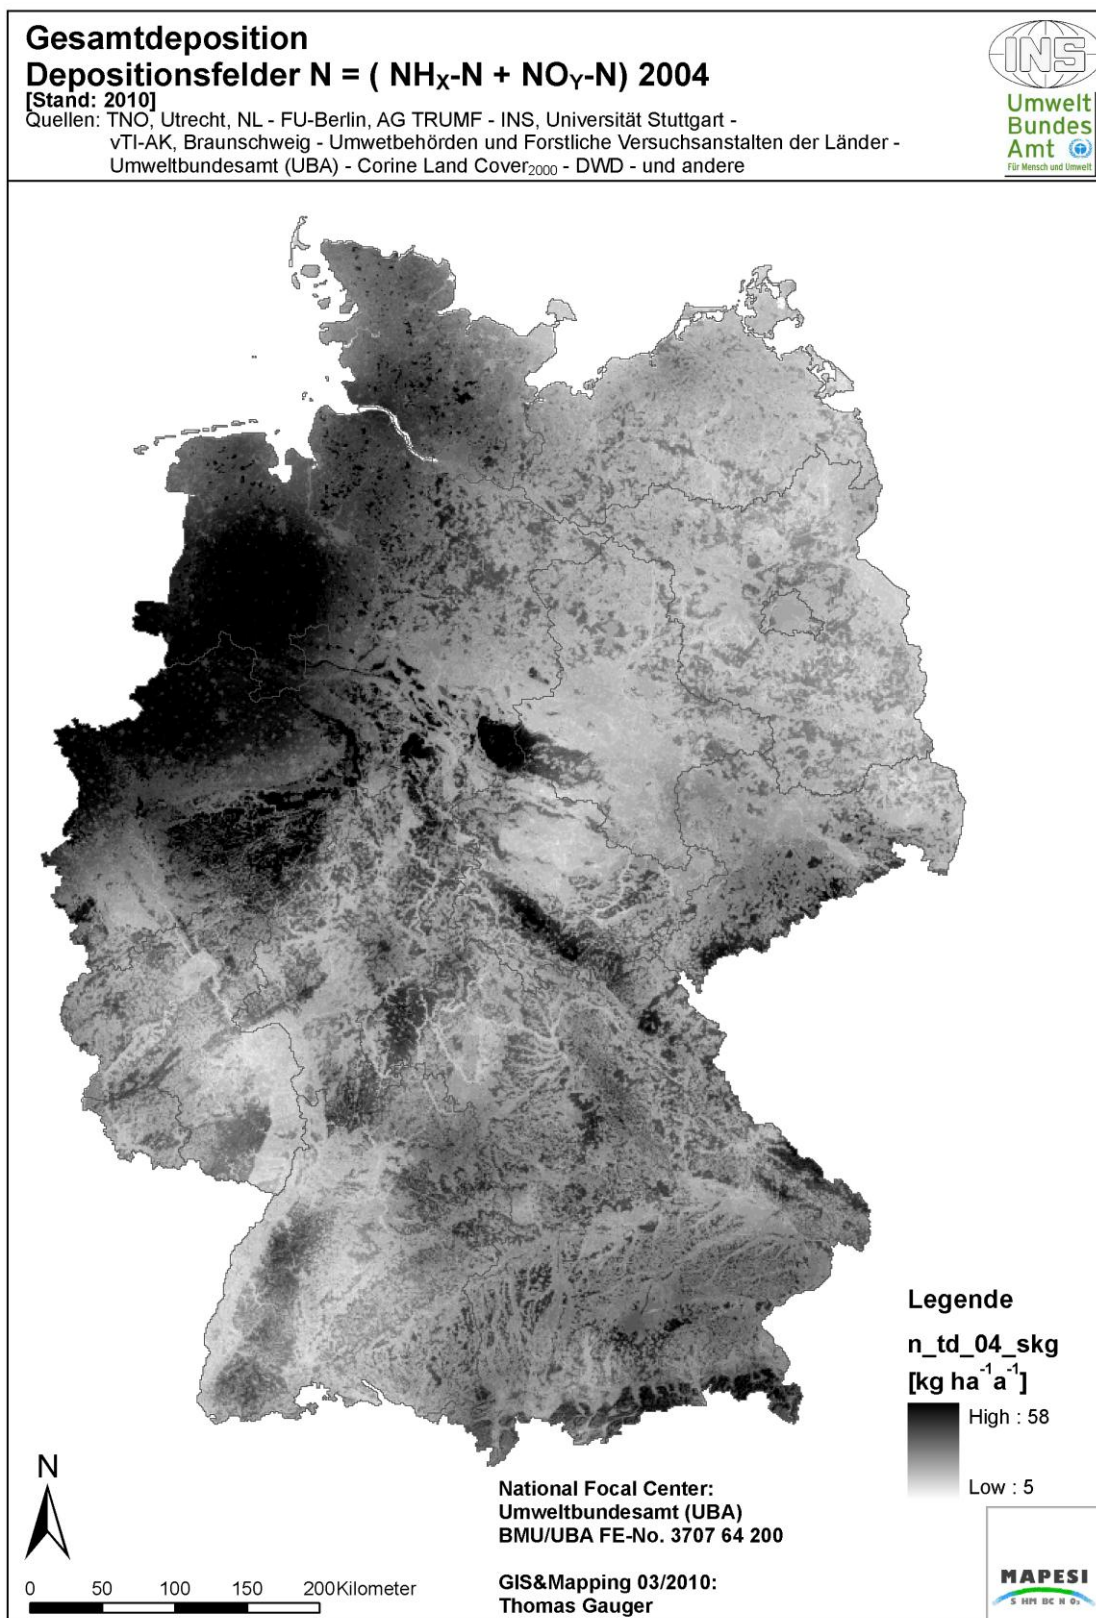 Gesamtdeposition
Depositionsfelder N = ( NHX-N + NOY-N) 2004
[Stand: 2010]
Quellen: TNO, Utrecht, NL - FU-Berlin, AG TRUMF - INS, Universität Stuttgart -
vTI-AK, Braunschweig - Umwetbehörden und Forstliche Versuchsanstalten der Länder -
Umweltbundesamt (UBA) - Corine Land Cover2000 - DWD - und andere
INS
Umwelt
Bundes
Amt
Für Mensch und Umwelt
Legende
n_td_04_skg
[kg ha-1a-1]
High : 58
Low : 5
N
0 50 100 150 200Kilometer
National Focal Center:
Umweltbundesamt (UBA)
BMU/UBA FE-No. 3707 64 200
GIS&Mapping 03/2010:
Thomas Gauger
MAPESI
S HM BC N O3